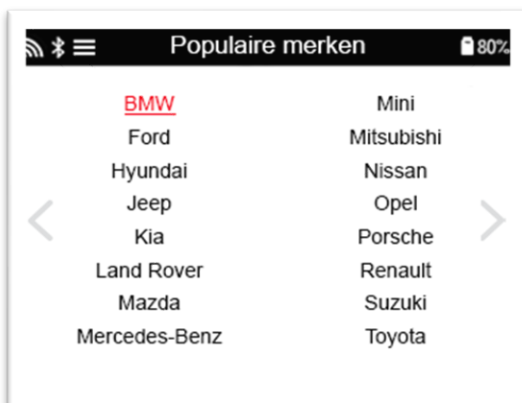 Populaire merken
80%
BMW
Ford
Hyundai
Jeep
Kia
Land Rover
Mazda
Mercedes-Benz
Mini
Mitsubishi
Nissan
Opel
Porsche
Renault
Suzuki
Toyota